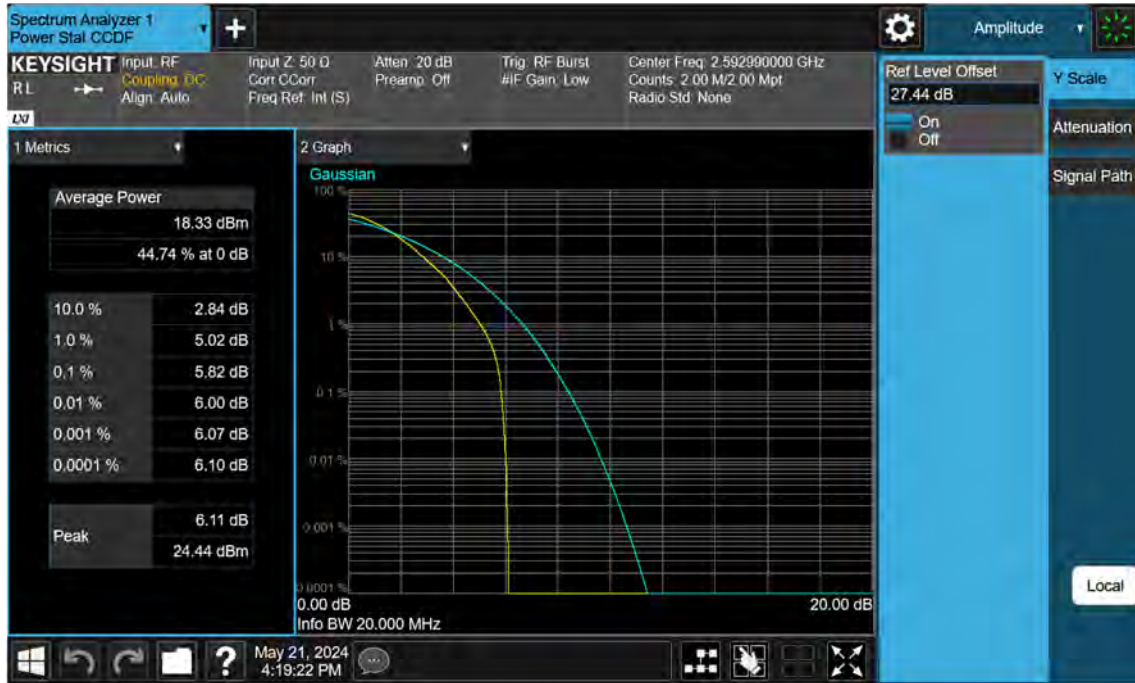 Spectrum Analyzer 1
Power Stat CCDF
+
Amplitude
KEYSIGHT
RL
LXI
Input: RF
Coupling: DC
Align: Auto
Input Z: 50 Ω
Corr CCorr
Freq Ref: Int (S)
Atten: 20 dB
Preamp: Off
Trig: RF Burst
#IF Gain: Low
Center Freq: 2.592990000 GHz
Counts: 2.00 M/2.00 Mpt
Radio Std: None
Ref Level Offset
27.44 dB
On
Off
Y Scale
Attenuation
Signal Path
1 Metrics
Average Power
18.33 dBm
44.74 % at 0 dB
10.0 % 2.84 dB
1.0 % 5.02 dB
0.1 % 5.82 dB
0.01 % 6.00 dB
0.001 % 6.07 dB
0.0001 % 6.10 dB
Peak
6.11 dB
24.44 dBm
2 Graph
Gaussian
100 %
10 %
1 %
0.1 %
0.01 %
0.001 %
0.0001 %
0.00 dB
20.00 dB
Info BW 20.000 MHz
Local
?
May 21, 2024
4:19:22 PM